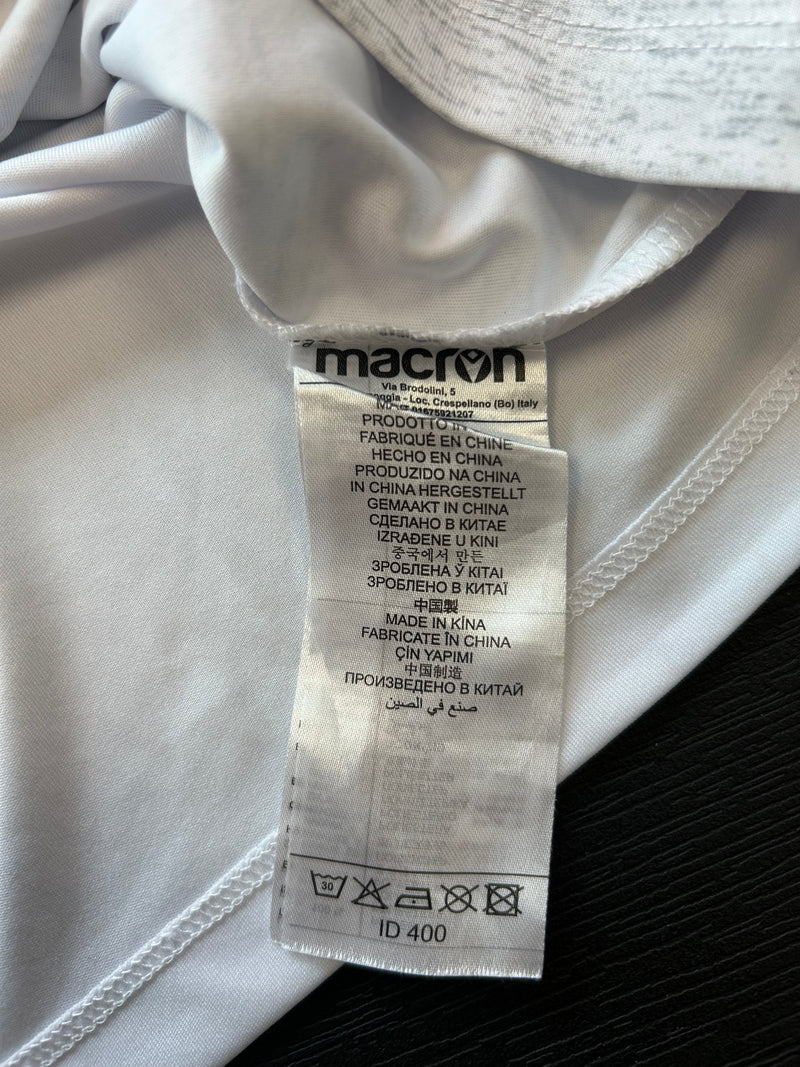 macron
Via Brodolini, 5
Loc. Crespellano (Bo) Italy
01675921207
PRODOTTO IN
FABRIQUÉ EN CHINE
HECHO EN CHINA
PRODUZIDO NA CHINA
IN CHINA HERGESTELLT
GEMAAKT IN CHINA
СДЕЛАНО В КИТАЕ
IZRAĐENE U KINI
중국에서 만든
ЗРОБЛЕНА Ў КІТАІ
ЗРОБЛЕНО В КИТАЇ
中国製
MADE IN KÍNA
FABRICATE ÎN CHINA
ÇİN YAPIMI
中国制造
ПРОИЗВЕДЕНО В КИТАЙ
صنع في الصين
30
ID 400